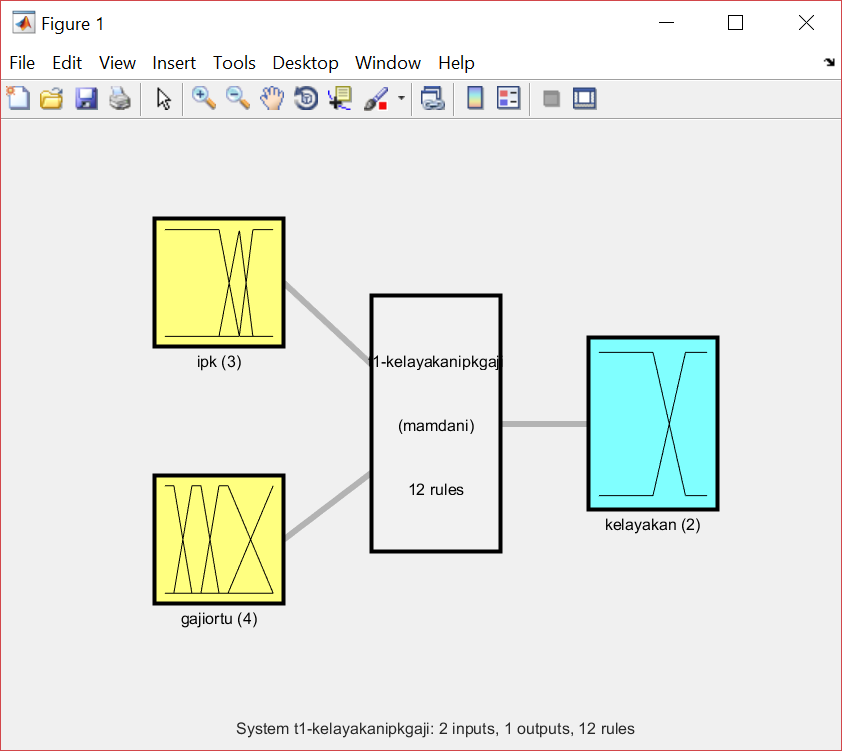 Figure 1
File Edit View Insert Tools Desktop Window Help
ipk (3)
gajiortu (4)
t1-kelayakanipkgaji
(mamdani)
12 rules
kelayakan (2)
System t1-kelayakanipkgaji: 2 inputs, 1 outputs, 12 rules